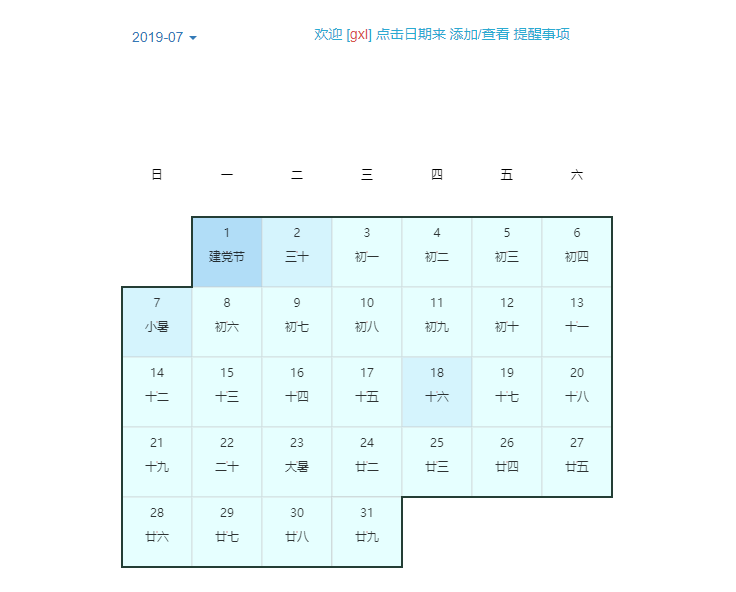 2019-07
欢迎 [gxl] 点击日期来 添加/查看 提醒事项
日 一 二 三 四 五 六
1 2 3 4 5 6
建党节 三十 初一 初二 初三 初四
7 8 9 10 11 12 13
小暑 初六 初七 初八 初九 初十 十一
14 15 16 17 18 19 20
十二 十三 十四 十五 十六 十七 十八
21 22 23 24 25 26 27
十九 二十 大暑 廿二 廿三 廿四 廿五
28 29 30 31
廿六 廿七 廿八 廿九